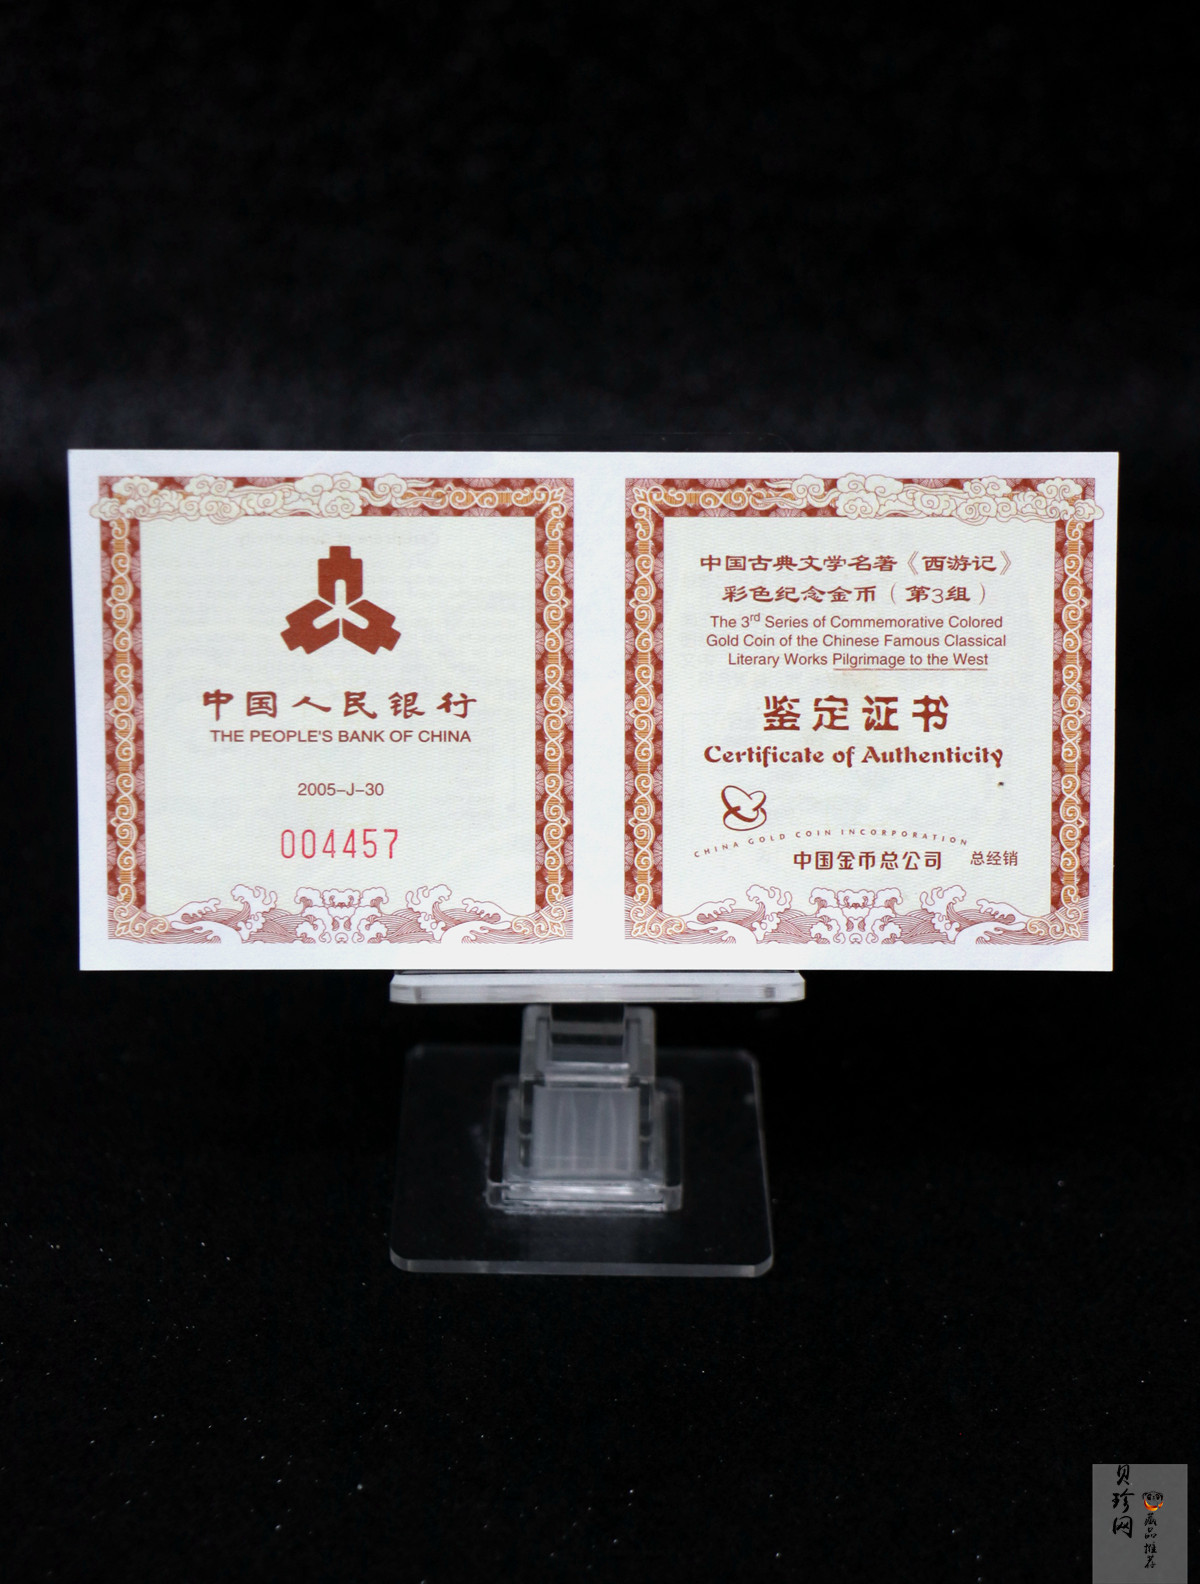 中国人民银行
THE PEOPLE'S BANK OF CHINA
2005-J-30
004457
中国古典文学名著《西游记》
彩色纪念金币(第3组)
The 3rd Series of Commemorative Colored
Gold Coin of the Chinese Famous Classical
Literary Works Pilgrimage to the West
鉴定证书
Certificate of Authenticity
CHINA GOLD COIN INCORPORATION
中国金币总公司 总经销
贝珍网
藏品推荐